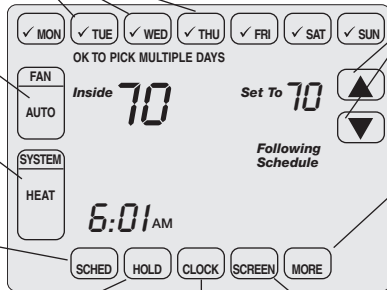 ✓ MON ✓ TUE ✓ WED ✓ THU ✓ FRI ✓ SAT ✓ SUN
OK TO PICK MULTIPLE DAYS
FAN
AUTO
Inside 70
Set To 70
Following
Schedule
SYSTEM
HEAT
6:01 AM
SCHED HOLD CLOCK SCREEN MORE